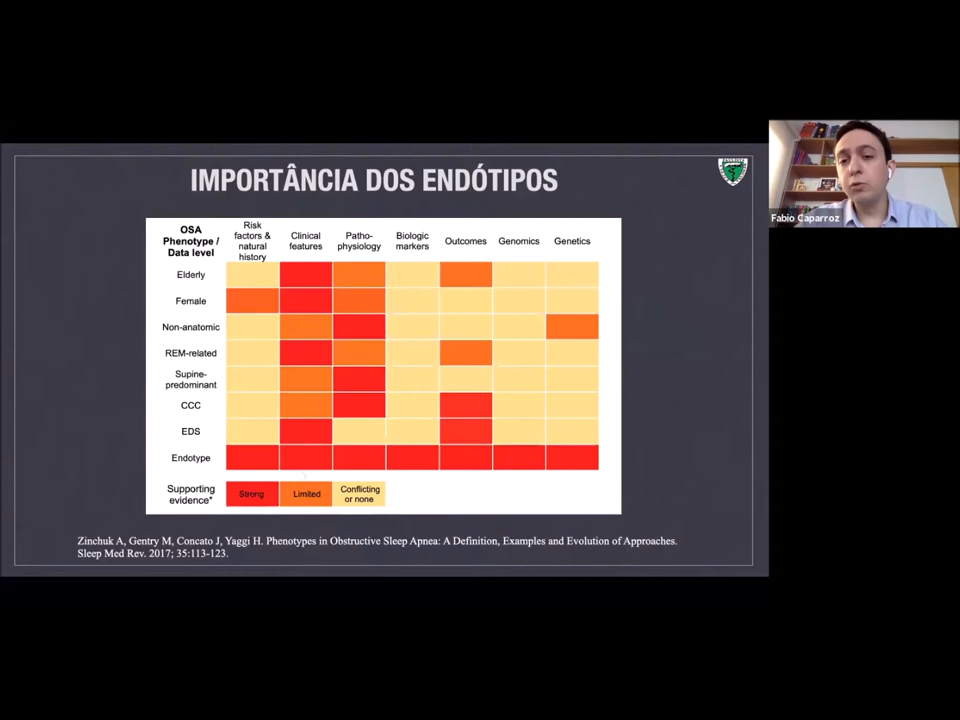 IMPORTÂNCIA DOS ENDÓTIPOS
Fabio Caparroz
OSA
Phenotype /
Data level
Risk
factors &
natural
history
Clinical
features
Patho-
physiology
Biologic
markers
Outcomes
Genomics
Genetics
Elderly
Female
Non-anatomic
REM-related
Supine-
predominant
CCC
EDS
Endotype
Supporting
evidence*
Strong
Limited
Conflicting
or none
Zinchuk A, Gentry M, Concato J, Yaggi H. Phenotypes in Obstructive Sleep Apnea: A Definition, Examples and Evolution of Approaches.
Sleep Med Rev. 2017; 35:113-123.